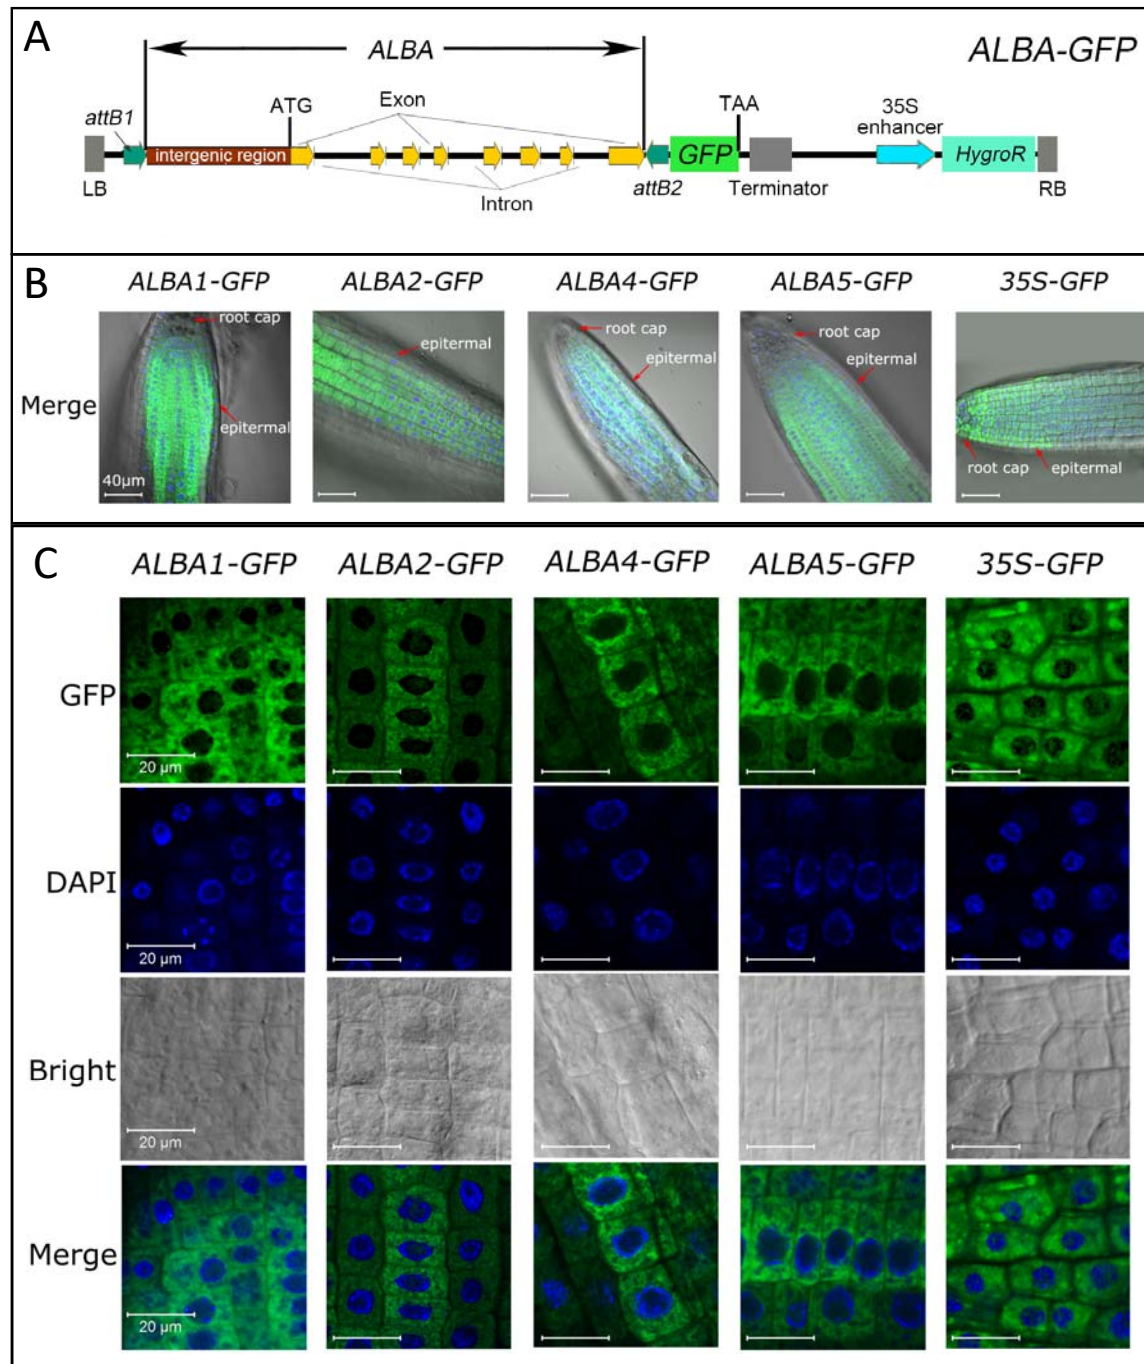 A
ALBA
ALBA-GFP
attB1
ATG
Exon
TAA
35S
enhancer
intergenic region
GFP
HygroR
LB
Intron
attB2
Terminator
RB
B
ALBA1-GFP
ALBA2-GFP
ALBA4-GFP
ALBA5-GFP
35S-GFP
Merge
root cap
epitermal
40µm
epitermal
root cap
epitermal
root cap
epitermal
root cap
epitermal
C
ALBA1-GFP
ALBA2-GFP
ALBA4-GFP
ALBA5-GFP
35S-GFP
GFP
20 µm
DAPI
20 µm
Bright
20 µm
Merge
20 µm